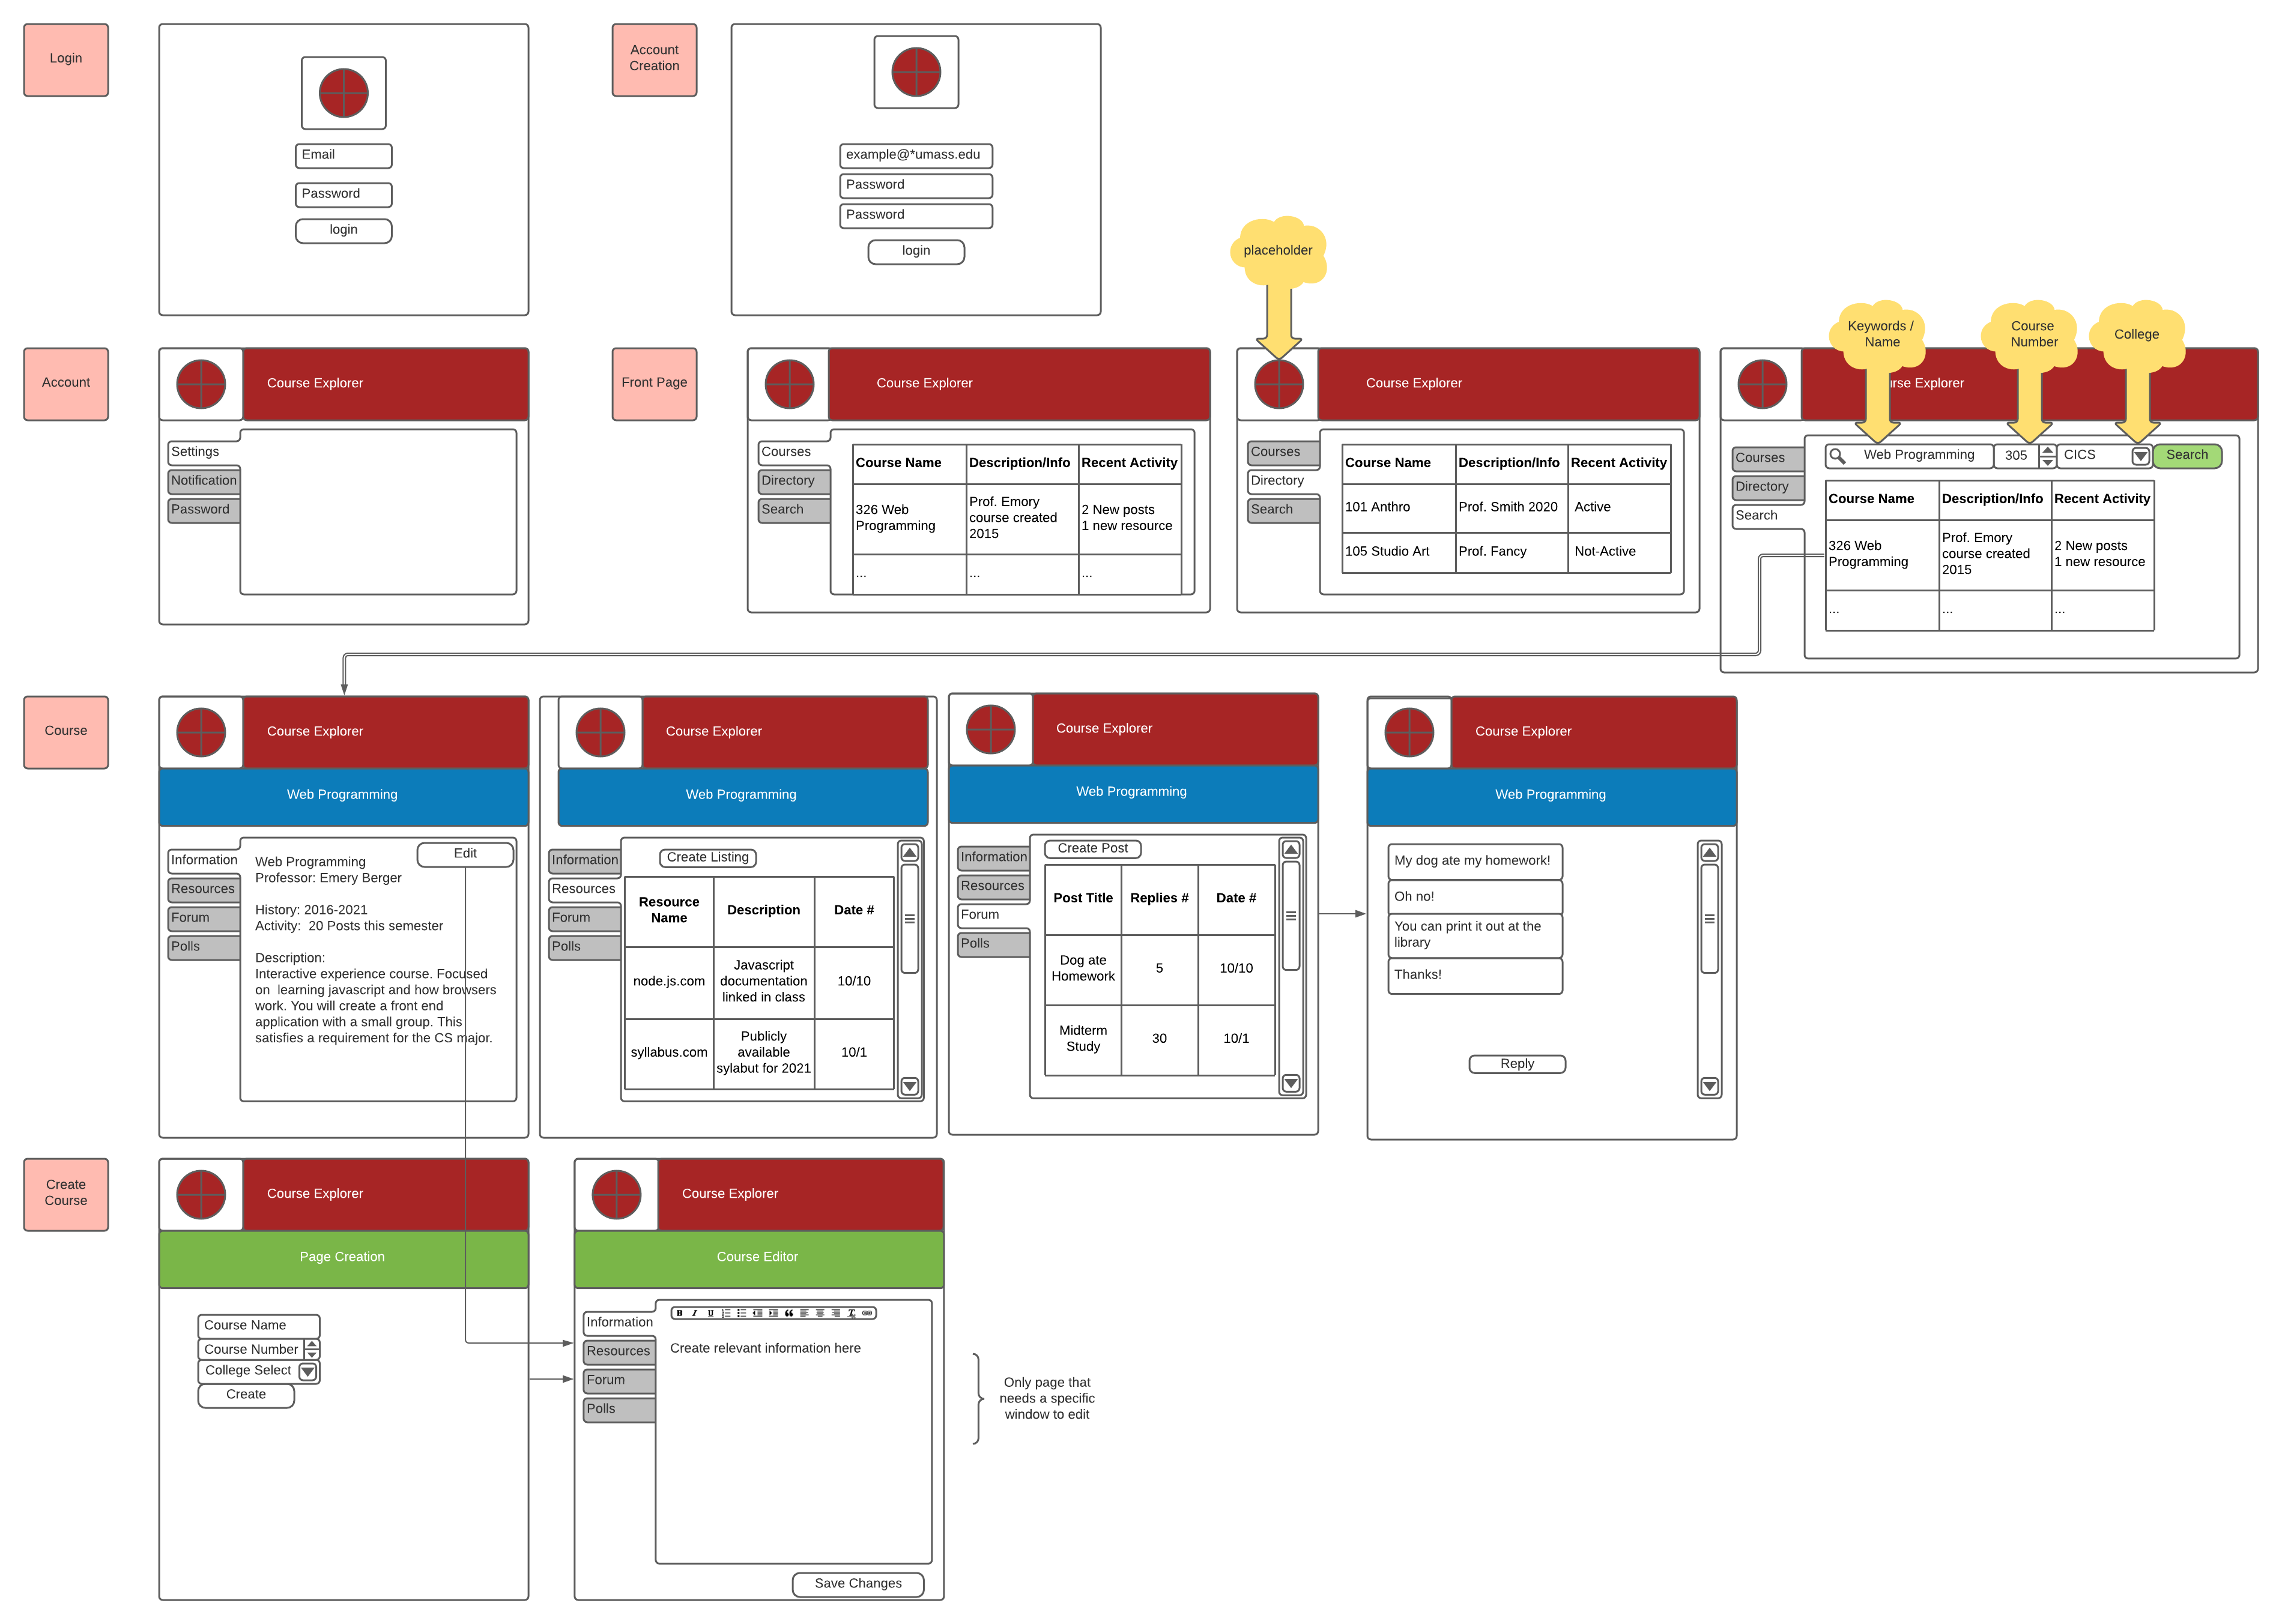 Login
Email
Password
login
Account
Creation
example@*umass.edu
Password
Password
login
placeholder
Keywords /
Name
Course
Number
College
Account
Course Explorer
Settings
Notification
Password
Front Page
Course Explorer
Courses
Directory
Search
Course Name Description/Info Recent Activity
326 Web
Programming
Prof. Emory
course created
2015
2 New posts
1 new resource
... ... ...
Course Explorer
Courses
Directory
Search
Course Name Description/Info Recent Activity
101 Anthro Prof. Smith 2020 Active
105 Studio Art Prof. Fancy Not-Active
rse Explorer
Courses
Directory
Search
Web Programming 305 CICS Search
Course Name Description/Info Recent Activity
326 Web
Programming
Prof. Emory
course created
2015
2 New posts
1 new resource
... ... ...
Course
Course Explorer
Web Programming
Information
Resources
Forum
Polls
Edit
Web Programming
Professor: Emery Berger
History: 2016-2021
Activity: 20 Posts this semester
Description:
Interactive experience course. Focused
on learning javascript and how browsers
work. You will create a front end
application with a small group. This
satisfies a requirement for the CS major.
Course Explorer
Web Programming
Information
Resources
Forum
Polls
Create Listing
Resource
Name
Description
Date #
node.js.com
Javascript
documentation
linked in class
10/10
syllabus.com
Publicly
available
sylabut for 2021
10/1
Course Explorer
Web Programming
Information
Resources
Forum
Polls
Create Post
Post Title Replies # Date #
Dog ate
Homework
5
10/10
Midterm
Study
30
10/1
Course Explorer
Web Programming
My dog ate my homework!
Oh no!
You can print it out at the
library
Thanks!
Reply
Create
Course
Course Explorer
Page Creation
Course Name
Course Number
College Select
Create
Course Explorer
Course Editor
Information
Resources
Forum
Polls
B I U
Create relevant information here
Save Changes
Only page that
needs a specific
window to edit